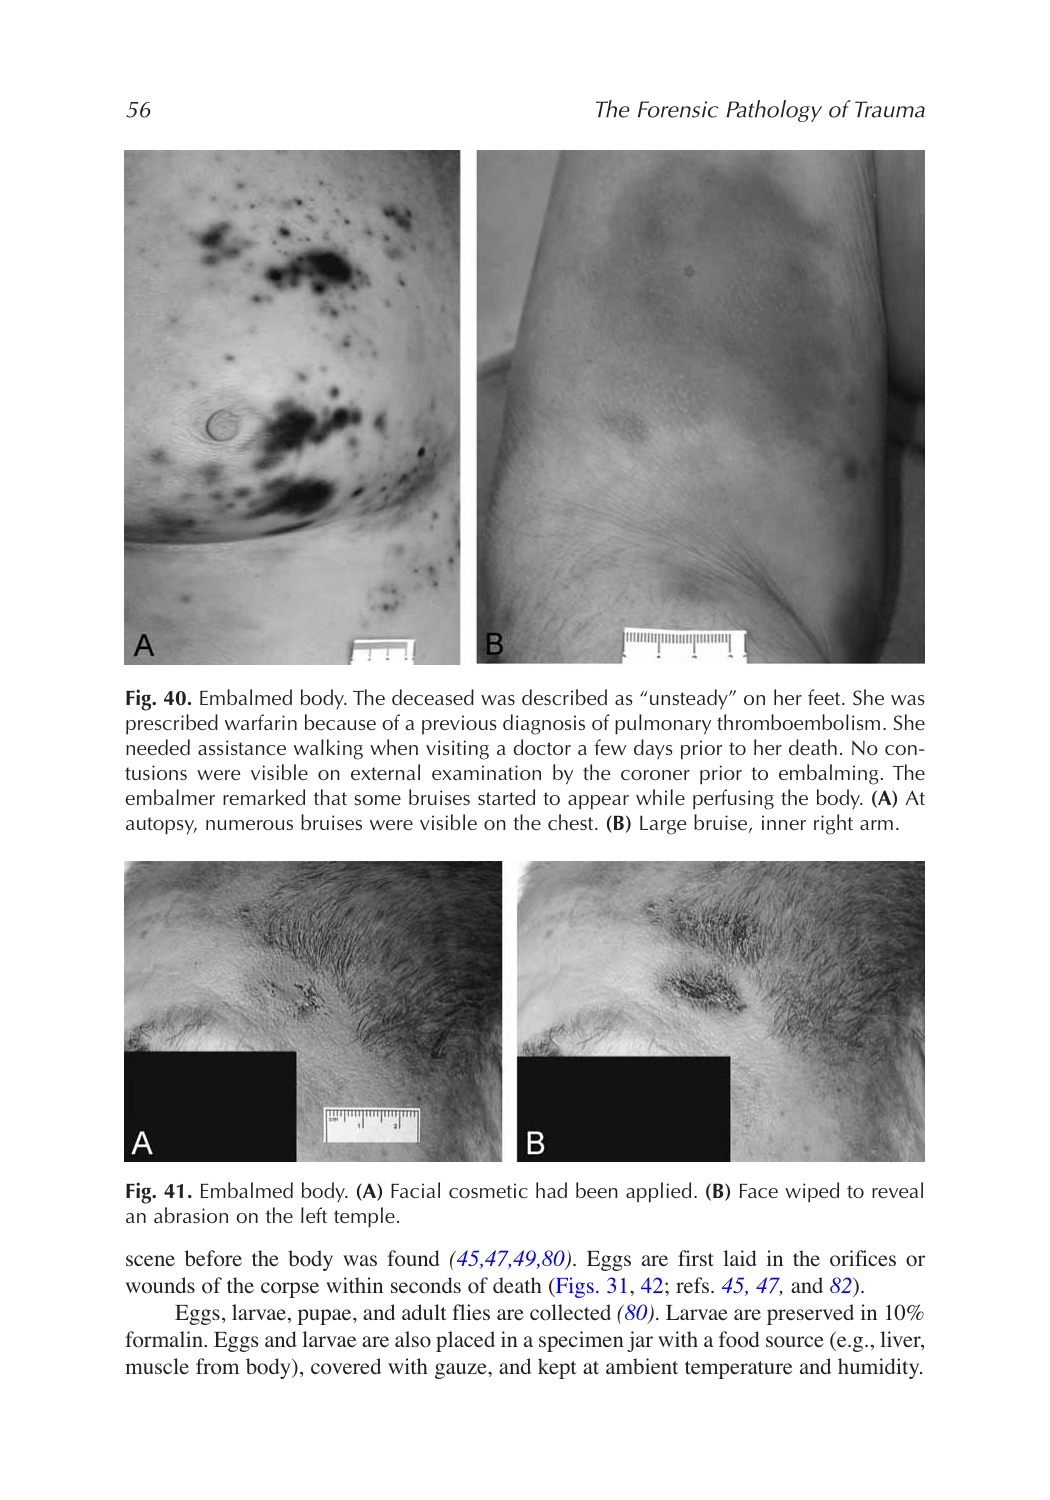 56
The Forensic Pathology of Trauma
A
B
Fig. 40. Embalmed body. The deceased was described as “unsteady” on her feet. She was
prescribed warfarin because of a previous diagnosis of pulmonary thromboembolism. She
needed assistance walking when visiting a doctor a few days prior to her death. No con-
tusions were visible on external examination by the coroner prior to embalming. The
embalmer remarked that some bruises started to appear while perfusing the body. (A) At
autopsy, numerous bruises were visible on the chest. (B) Large bruise, inner right arm.
cm 1 2
A
B
Fig. 41. Embalmed body. (A) Facial cosmetic had been applied. (B) Face wiped to reveal
an abrasion on the left temple.
scene before the body was found (45,47,49,80). Eggs are first laid in the orifices or
wounds of the corpse within seconds of death (Figs. 31, 42; refs. 45, 47, and 82).
Eggs, larvae, pupae, and adult flies are collected (80). Larvae are preserved in 10%
formalin. Eggs and larvae are also placed in a specimen jar with a food source (e.g., liver,
muscle from body), covered with gauze, and kept at ambient temperature and humidity.